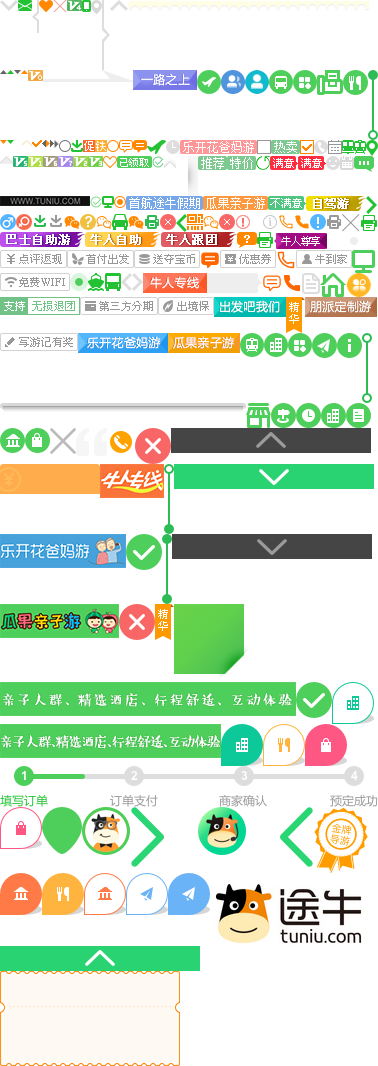 一路之上
促销
乐开花爸妈游
热卖
已领取
推荐
特价
满意
满意
WWW.TUNIU.COM
首航途牛假期
瓜果亲子游
不满意
自驾游
巴士自助游
牛人自助
牛人跟团
牛人尊享
点评返现
首付出发
送夺宝币
优惠券
牛到家
免费WIFI
牛人专线
支持
无损退团
第三方分期
出境保
出发吧我们
精华
朋派定制游
写游记有奖
乐开花爸妈游
瓜果亲子游
牛人专线
乐开花爸妈游
瓜果亲子游
精华
亲子人群、精选酒店、行程舒适、互动体验
亲子人群、精选酒店、行程舒适、互动体验
1 2 3 4
填写订单 订单支付 商家确认 预定成功
金牌导游
途牛
tuniu.com